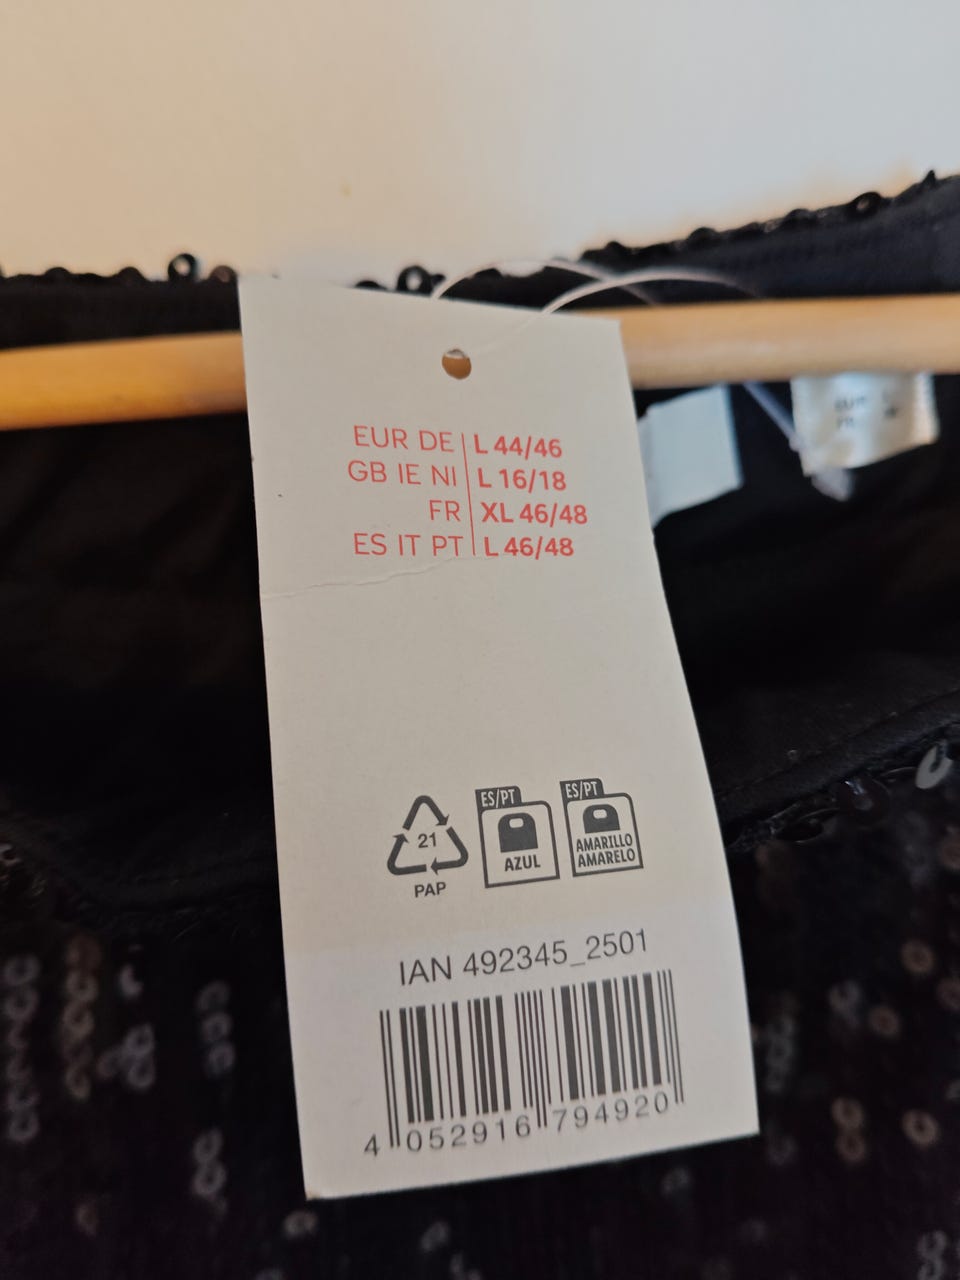 EUR DE L 44/46
GB IE NI L 16/18
FR XL 46/48
ES IT PT L 46/48
21
PAP
ES/PT
AZUL
ES/PT
AMARILLO
AMARELO
IAN 492345_2501
4 052916 794920